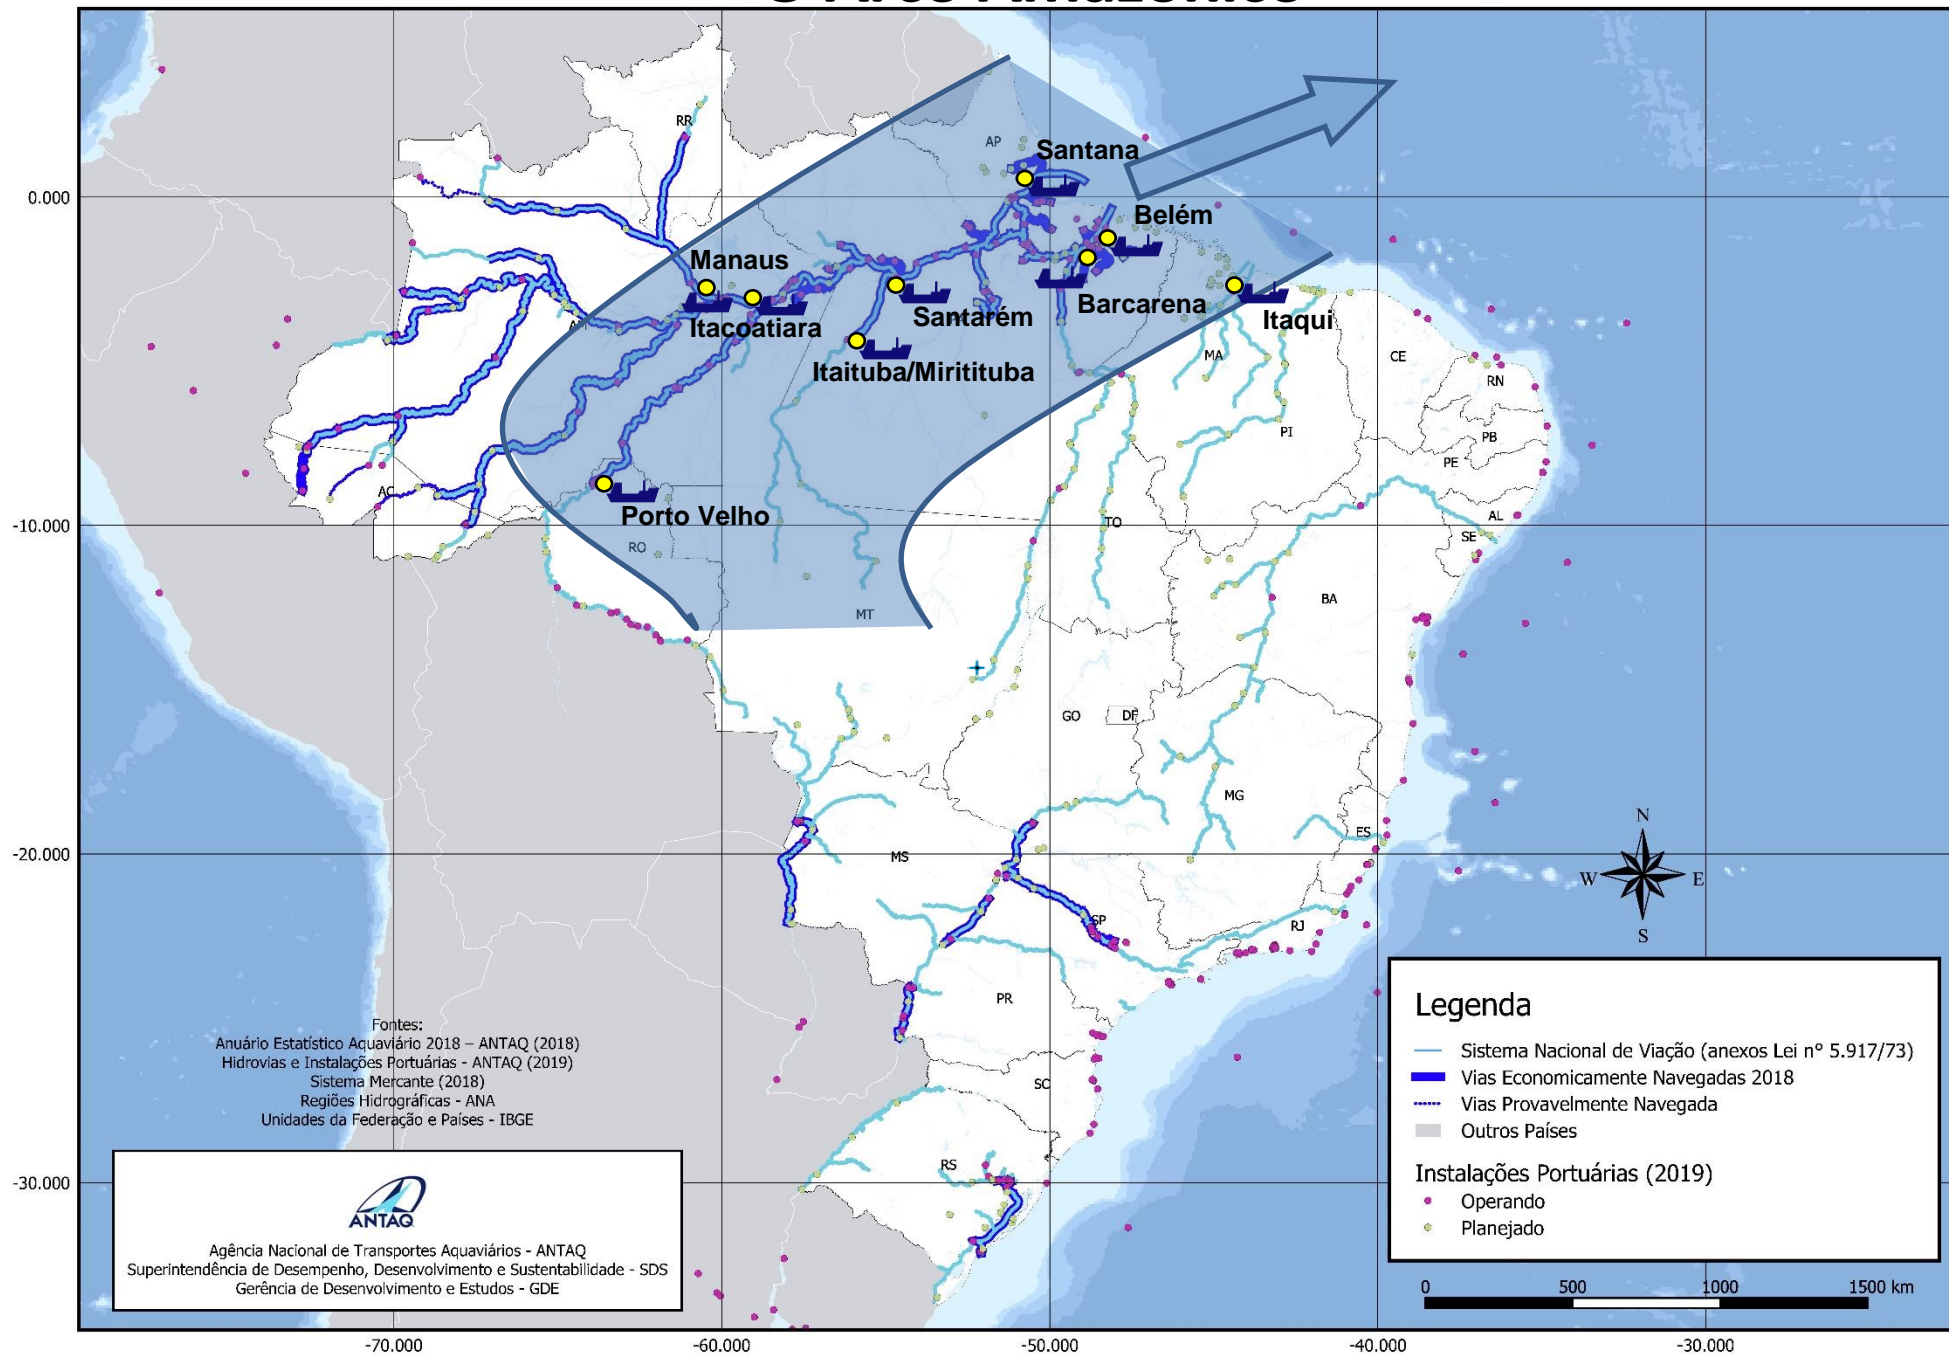 O Arco Amazônico
RR
AP
Santana
0.000
Belém
Manaus
Itacoatiara
Santarém
Barcarena
Itaqui
AM
Itaituba/Miritituba
MA
CE
RN
PI
PB
PE
AC
Porto Velho
AL
-10.000
TO
SE
RO
MT
BA
GO
DF
MG
N
ES
-20.000
MS
W
E
SP
S
RJ
PR
Legenda
Sistema Nacional de Viação (anexos Lei n° 5.917/73)
Vias Economicamente Navegadas 2018
Vias Provavelmente Navegada
Outros Países
Instalações Portuárias (2019)
Operando
Planejado
Fontes:
Anuário Estatístico Aquaviário 2018 – ANTAQ (2018)
Hidrovias e Instalações Portuárias - ANTAQ (2019)
Sistema Mercante (2018)
Regiões Hidrográficas - ANA
Unidades da Federação e Países - IBGE
SC
RS
-30.000
ANTAQ
Agência Nacional de Transportes Aquaviários - ANTAQ
Superintendência de Desempenho, Desenvolvimento e Sustentabilidade - SDS
Gerência de Desenvolvimento e Estudos - GDE
0 500 1000 1500 km
-70.000 -60.000 -50.000 -40.000 -30.000